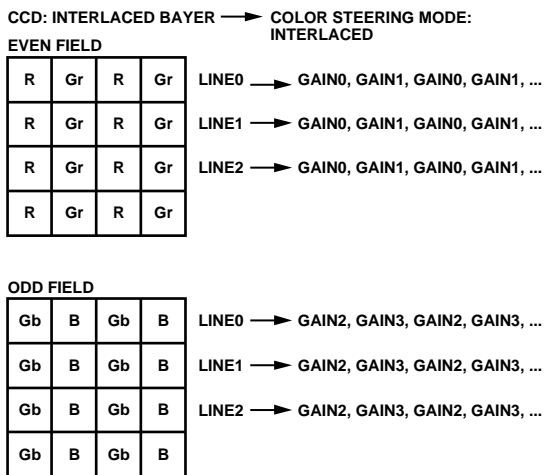 CCD: INTERLACED BAYER → COLOR STEERING MODE:
INTERLACED
EVEN FIELD
R Gr R Gr LINE0 → GAIN0, GAIN1, GAIN0, GAIN1, ...
R Gr R Gr LINE1 → GAIN0, GAIN1, GAIN0, GAIN1, ...
R Gr R Gr LINE2 → GAIN0, GAIN1, GAIN0, GAIN1, ...
R Gr R Gr
ODD FIELD
Gb B Gb B LINE0 → GAIN2, GAIN3, GAIN2, GAIN3, ...
Gb B Gb B LINE1 → GAIN2, GAIN3, GAIN2, GAIN3, ...
Gb B Gb B LINE2 → GAIN2, GAIN3, GAIN2, GAIN3, ...
Gb B Gb B